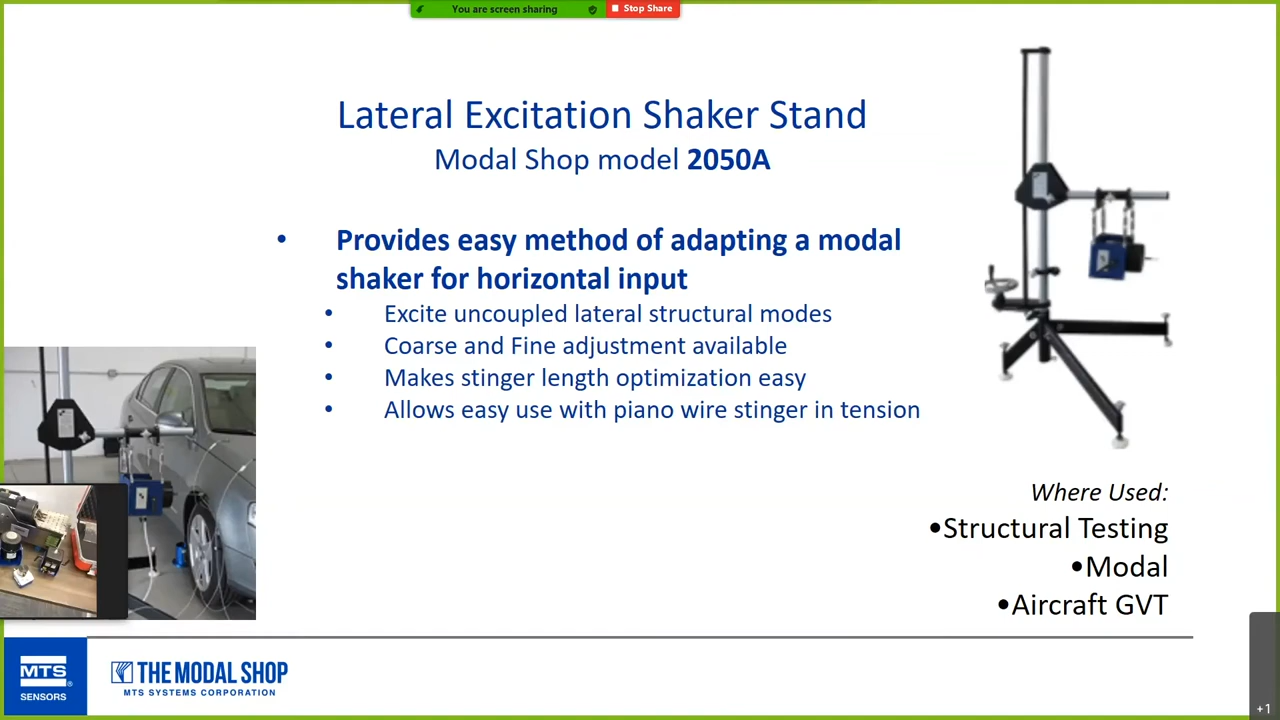 You are screen sharing
Stop Share
Lateral Excitation Shaker Stand
Modal Shop model 2050A
• Provides easy method of adapting a modal
shaker for horizontal input
• Excite uncoupled lateral structural modes
• Coarse and Fine adjustment available
• Makes stinger length optimization easy
• Allows easy use with piano wire stinger in tension
Where Used:
•Structural Testing
•Modal
•Aircraft GVT
MTS®
SENSORS
THE MODAL SHOP
MTS SYSTEMS CORPORATION
+1